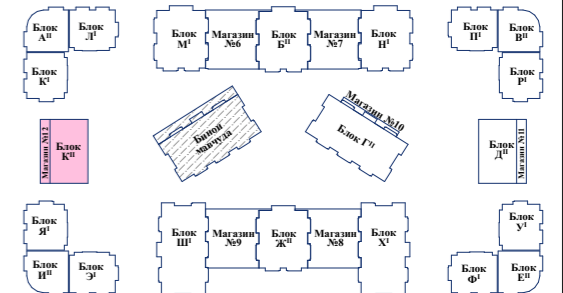 Блок Аᴵᴵ
Блок Лᴵ
Блок Мᴵ
Магазин №6
Блок Бᴵᴵ
Магазин №7
Блок Нᴵ
Блок Пᴵ
Блок Вᴵᴵ
Блок Кᴵ
Блок Рᴵ
Магазин №12
Блок Кᴵᴵ
Бинои мавҷуда
Магазин №10
Блок Гᴵᴵ
Блок Дᴵᴵ
Магазин №11
Блок Яᴵ
Блок Шᴵ
Магазин №9
Блок Жᴵᴵ
Магазин №8
Блок Хᴵ
Блок Уᴵ
Блок Иᴵᴵ
Блок Эᴵ
Блок Фᴵ
Блок Еᴵᴵ